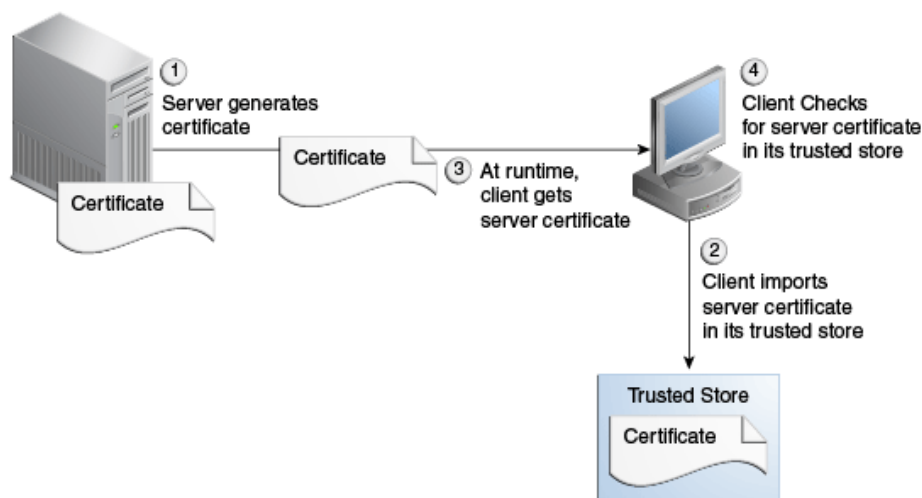 1
Server generates
certificate
Certificate
Certificate
3 At runtime,
client gets
server certificate
4
Client Checks
for server certificate
in its trusted store
2
Client imports
server certificate
in its trusted store
Trusted Store
Certificate